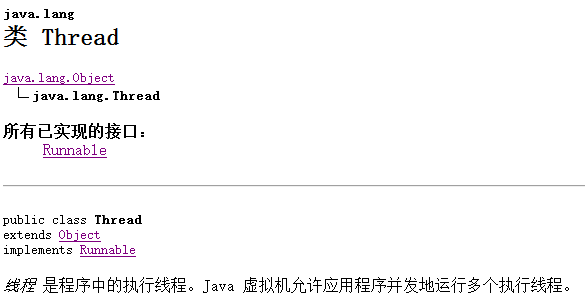 java.lang
类 Thread
java.lang.Object
java.lang.Thread
所有已实现的接口：
Runnable
public class Thread
extends Object
implements Runnable
线程 是程序中的执行线程。Java 虚拟机允许应用程序并发地运行多个执行线程。